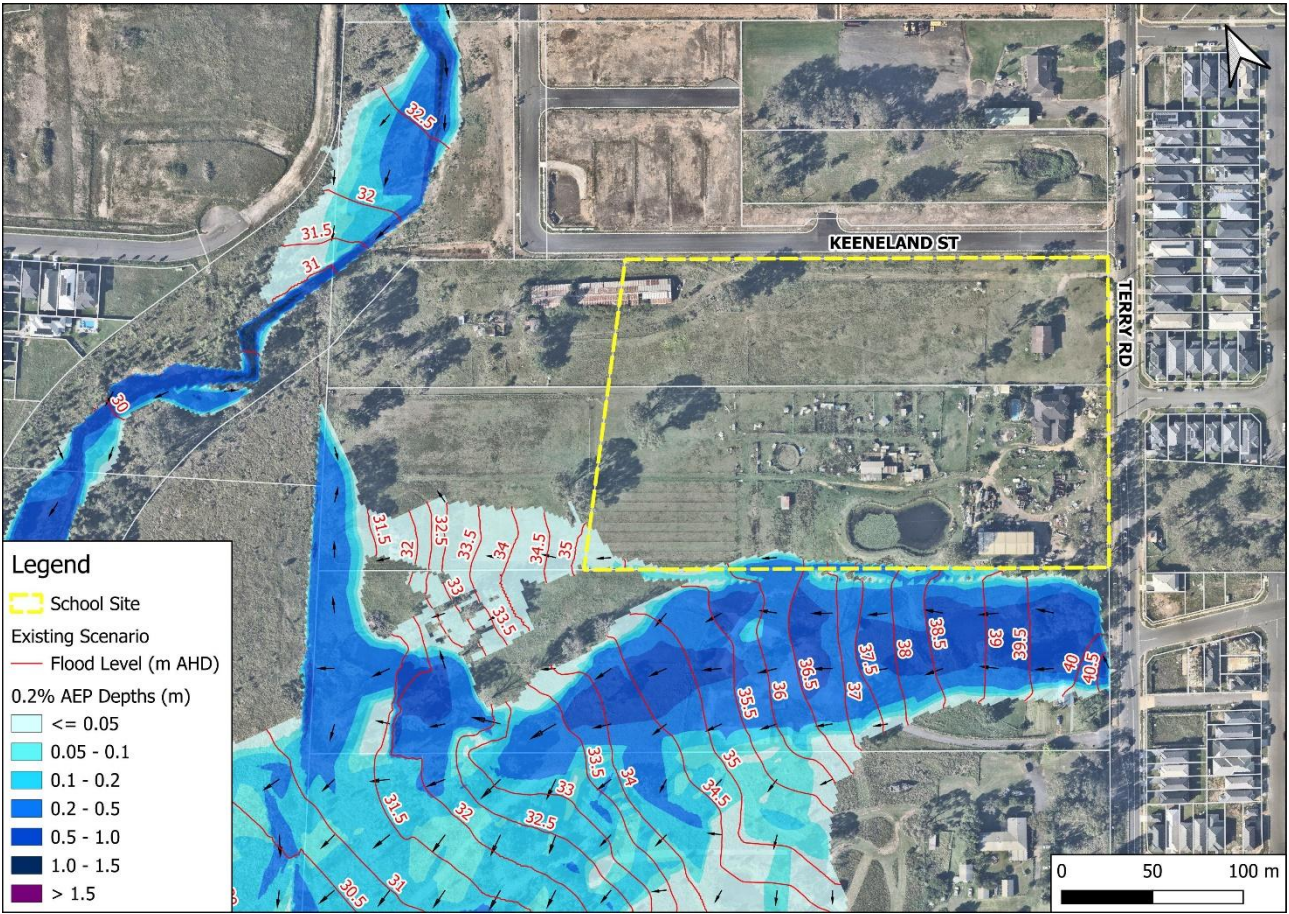 32.5
32
31.5
31
KEENELAND ST
TERRY RD
30
31.5
32
32.5
33.5
34
34.5
35
33
33.5
35.5
36
36.5
37
37.5
38
38.5
39
39.5
40
40.5
33.5
34
34.5
35
31.5
32
32.5
33
30.5
31
Legend
School Site
Existing Scenario
Flood Level (m AHD)
0.2% AEP Depths (m)
<= 0.05
0.05 - 0.1
0.1 - 0.2
0.2 - 0.5
0.5 - 1.0
1.0 - 1.5
> 1.5
0 50 100 m